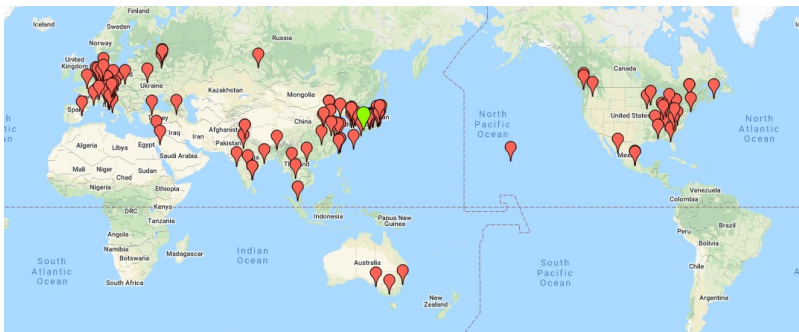 Iceland
Finland
Sweden
Norway
Russia
United
Kingdom
Ukraine
Kazakhstan
Mongolia
Spain
China
Iraq
Iran
Afghanistan
Pakistan
Algeria
Libya
Egypt
Saudi Arabia
Mali
Niger
Chad
Sudan
Nigeria
Ethiopia
DRC
Kenya
Tanzania
Indonesia
Papua New
Guinea
Angola
Namibia
Botswana
Madagascar
South Africa
South
Atlantic
Ocean
Indian
Ocean
Australia
New
Zealand
North
Pacific
Ocean
South
Pacific
Ocean
Canada
United States
North
Atlantic
Ocean
Venezuela
Colombia
Peru
Brazil
Bolivia
Chile
Argentina
Iceland